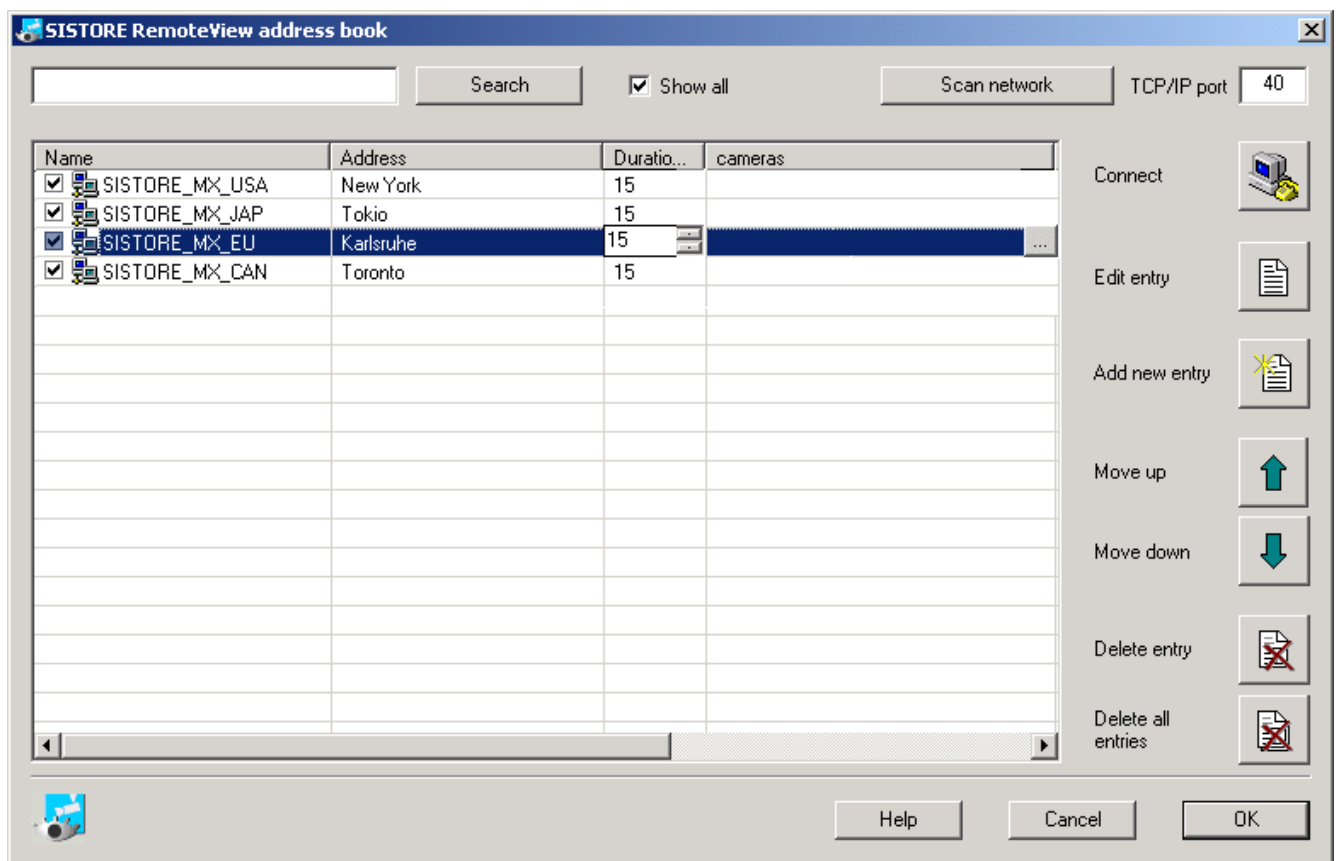 SISTORE RemoteView address book
Search Show all Scan network TCP/IP port 40
Name Address Duratio... cameras
SISTORE_MX_USA New York 15
SISTORE_MX_JAP Tokio 15
SISTORE_MX_EU Karlsruhe 15 ...
SISTORE_MX_CAN Toronto 15
Connect
Edit entry
Add new entry
Move up
Move down
Delete entry
Delete all
entries
Help Cancel OK